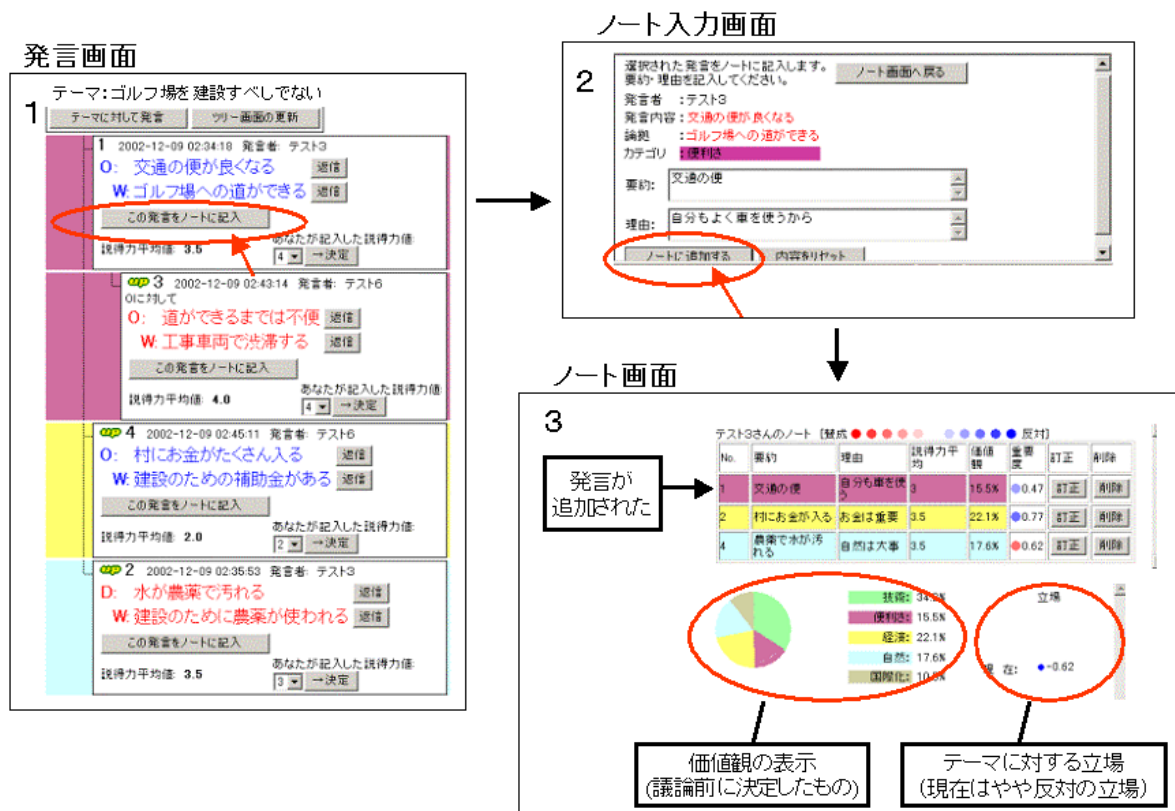 発言画面
1
テーマ:ゴルフ場を建設すべしでない
テーマに対して発言 ツリー画面の更新
1 2002-12-09 02:34:18 発言者: テスト3
O: 交通の便が良くなる 返信
W:ゴルフ場への道ができる 返信
この発言をノートに記入
あなたが記入した説得力値:
説得力平均値: 3.5
4 →決定
up 3 2002-12-09 02:43:14 発言者: テスト6
Oに対して
O: 道ができるまでは不便 返信
W:工事車両で渋滞する 返信
この発言をノートに記入
あなたが記入した説得力値:
説得力平均値: 4.0
4 →決定
up 4 2002-12-09 02:45:11 発言者: テスト6
O: 村にお金がたくさん入る 返信
W:建設のための補助金がある 返信
この発言をノートに記入
あなたが記入した説得力値:
説得力平均値: 2.0
2 →決定
up 2 2002-12-09 02:35:53 発言者: テスト3
D: 水が農薬で汚れる 返信
W:建設のために農薬が使われる 返信
この発言をノートに記入
あなたが記入した説得力値:
説得力平均値: 3.5
3 →決定
ノート入力画面
2
選択された発言をノートに記入します。
要約・理由を記入してください。
ノート画面へ戻る
発言者 :テスト3
発言内容:交通の便が良くなる
論拠 :ゴルフ場への道ができる
カテゴリ :便利さ
要約: 交通の便
理由: 自分もよく車を使うから
ノートに追加する 内容をリセット
ノート画面
3
テスト3さんのノート [賛成 反対]
No. 要約 理由 説得力平均 価値観 重要度 訂正 削除
1 交通の便 自分も車を使う 3 15.5% 0.47 訂正 削除
2 村にお金が入る お金は重要 3.5 22.1% 0.77 訂正 削除
4 農薬で水が汚れる 自然は大事 3.5 17.6% 0.62 訂正 削除
発言が
追加された
技術:
便利さ: 15.5%
経済: 22.1%
自然: 17.6%
国際化:
立場
在: -0.62
価値観の表示
(議論前に決定したもの)
テーマに対する立場
(現在はやや反対の立場)